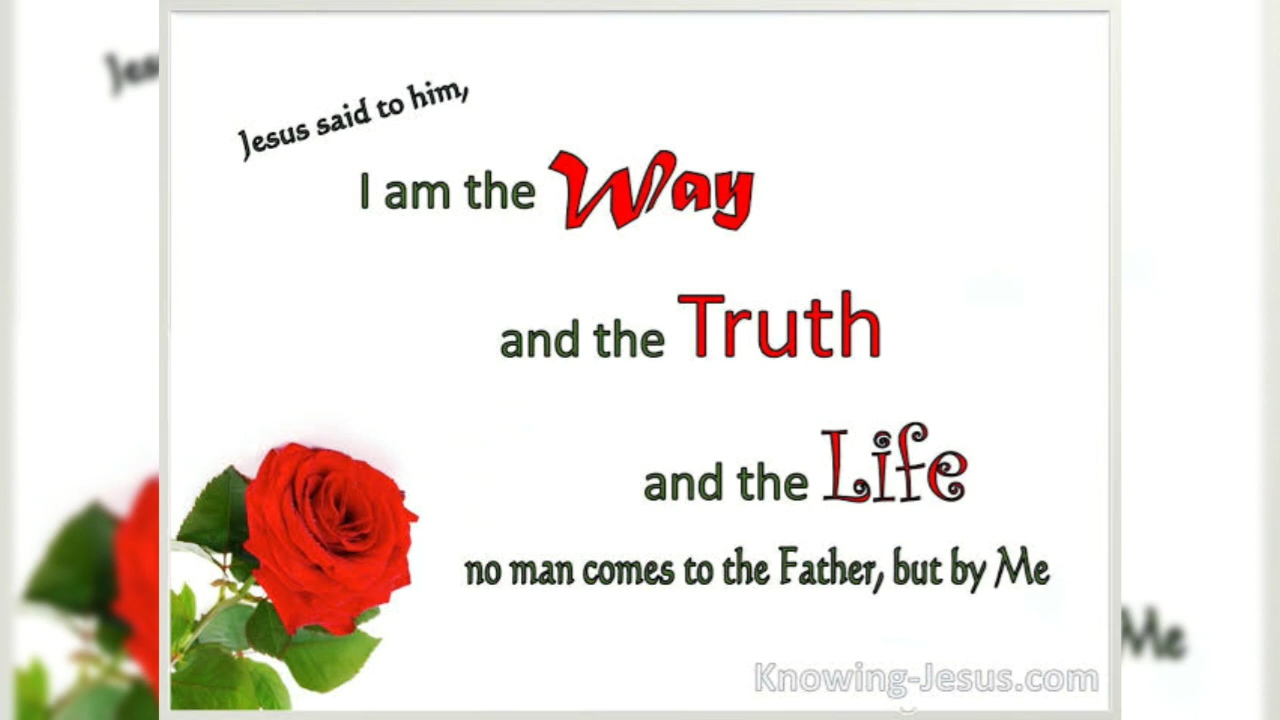 Jesus said to him,
I am the Way
and the Truth
and the Life
no man comes to the Father, but by Me
Knowing-Jesus.com